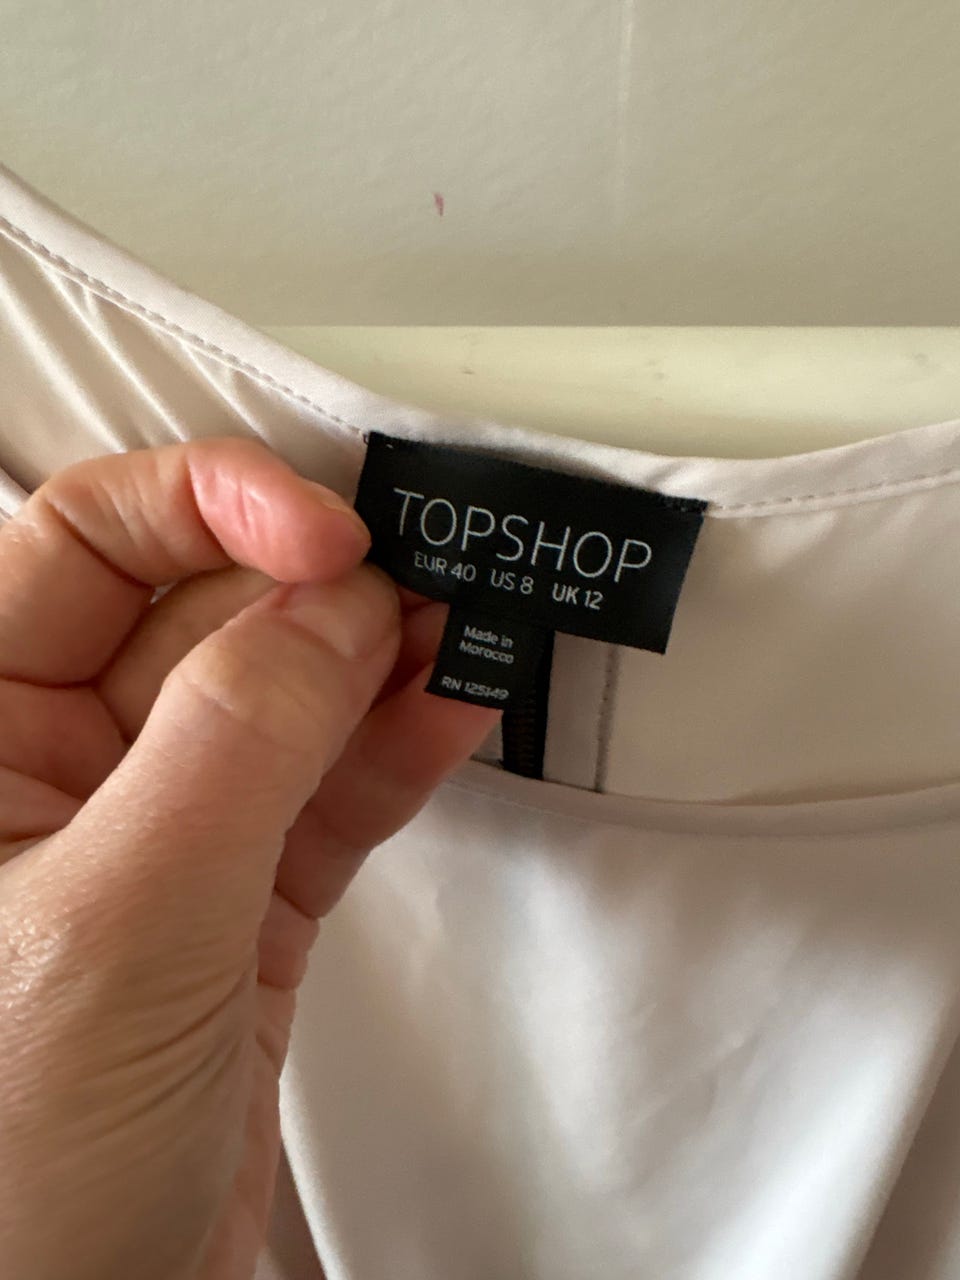 TOPSHOP
EUR 40 US 8 UK 12
Made in
Morocco
RN 125149